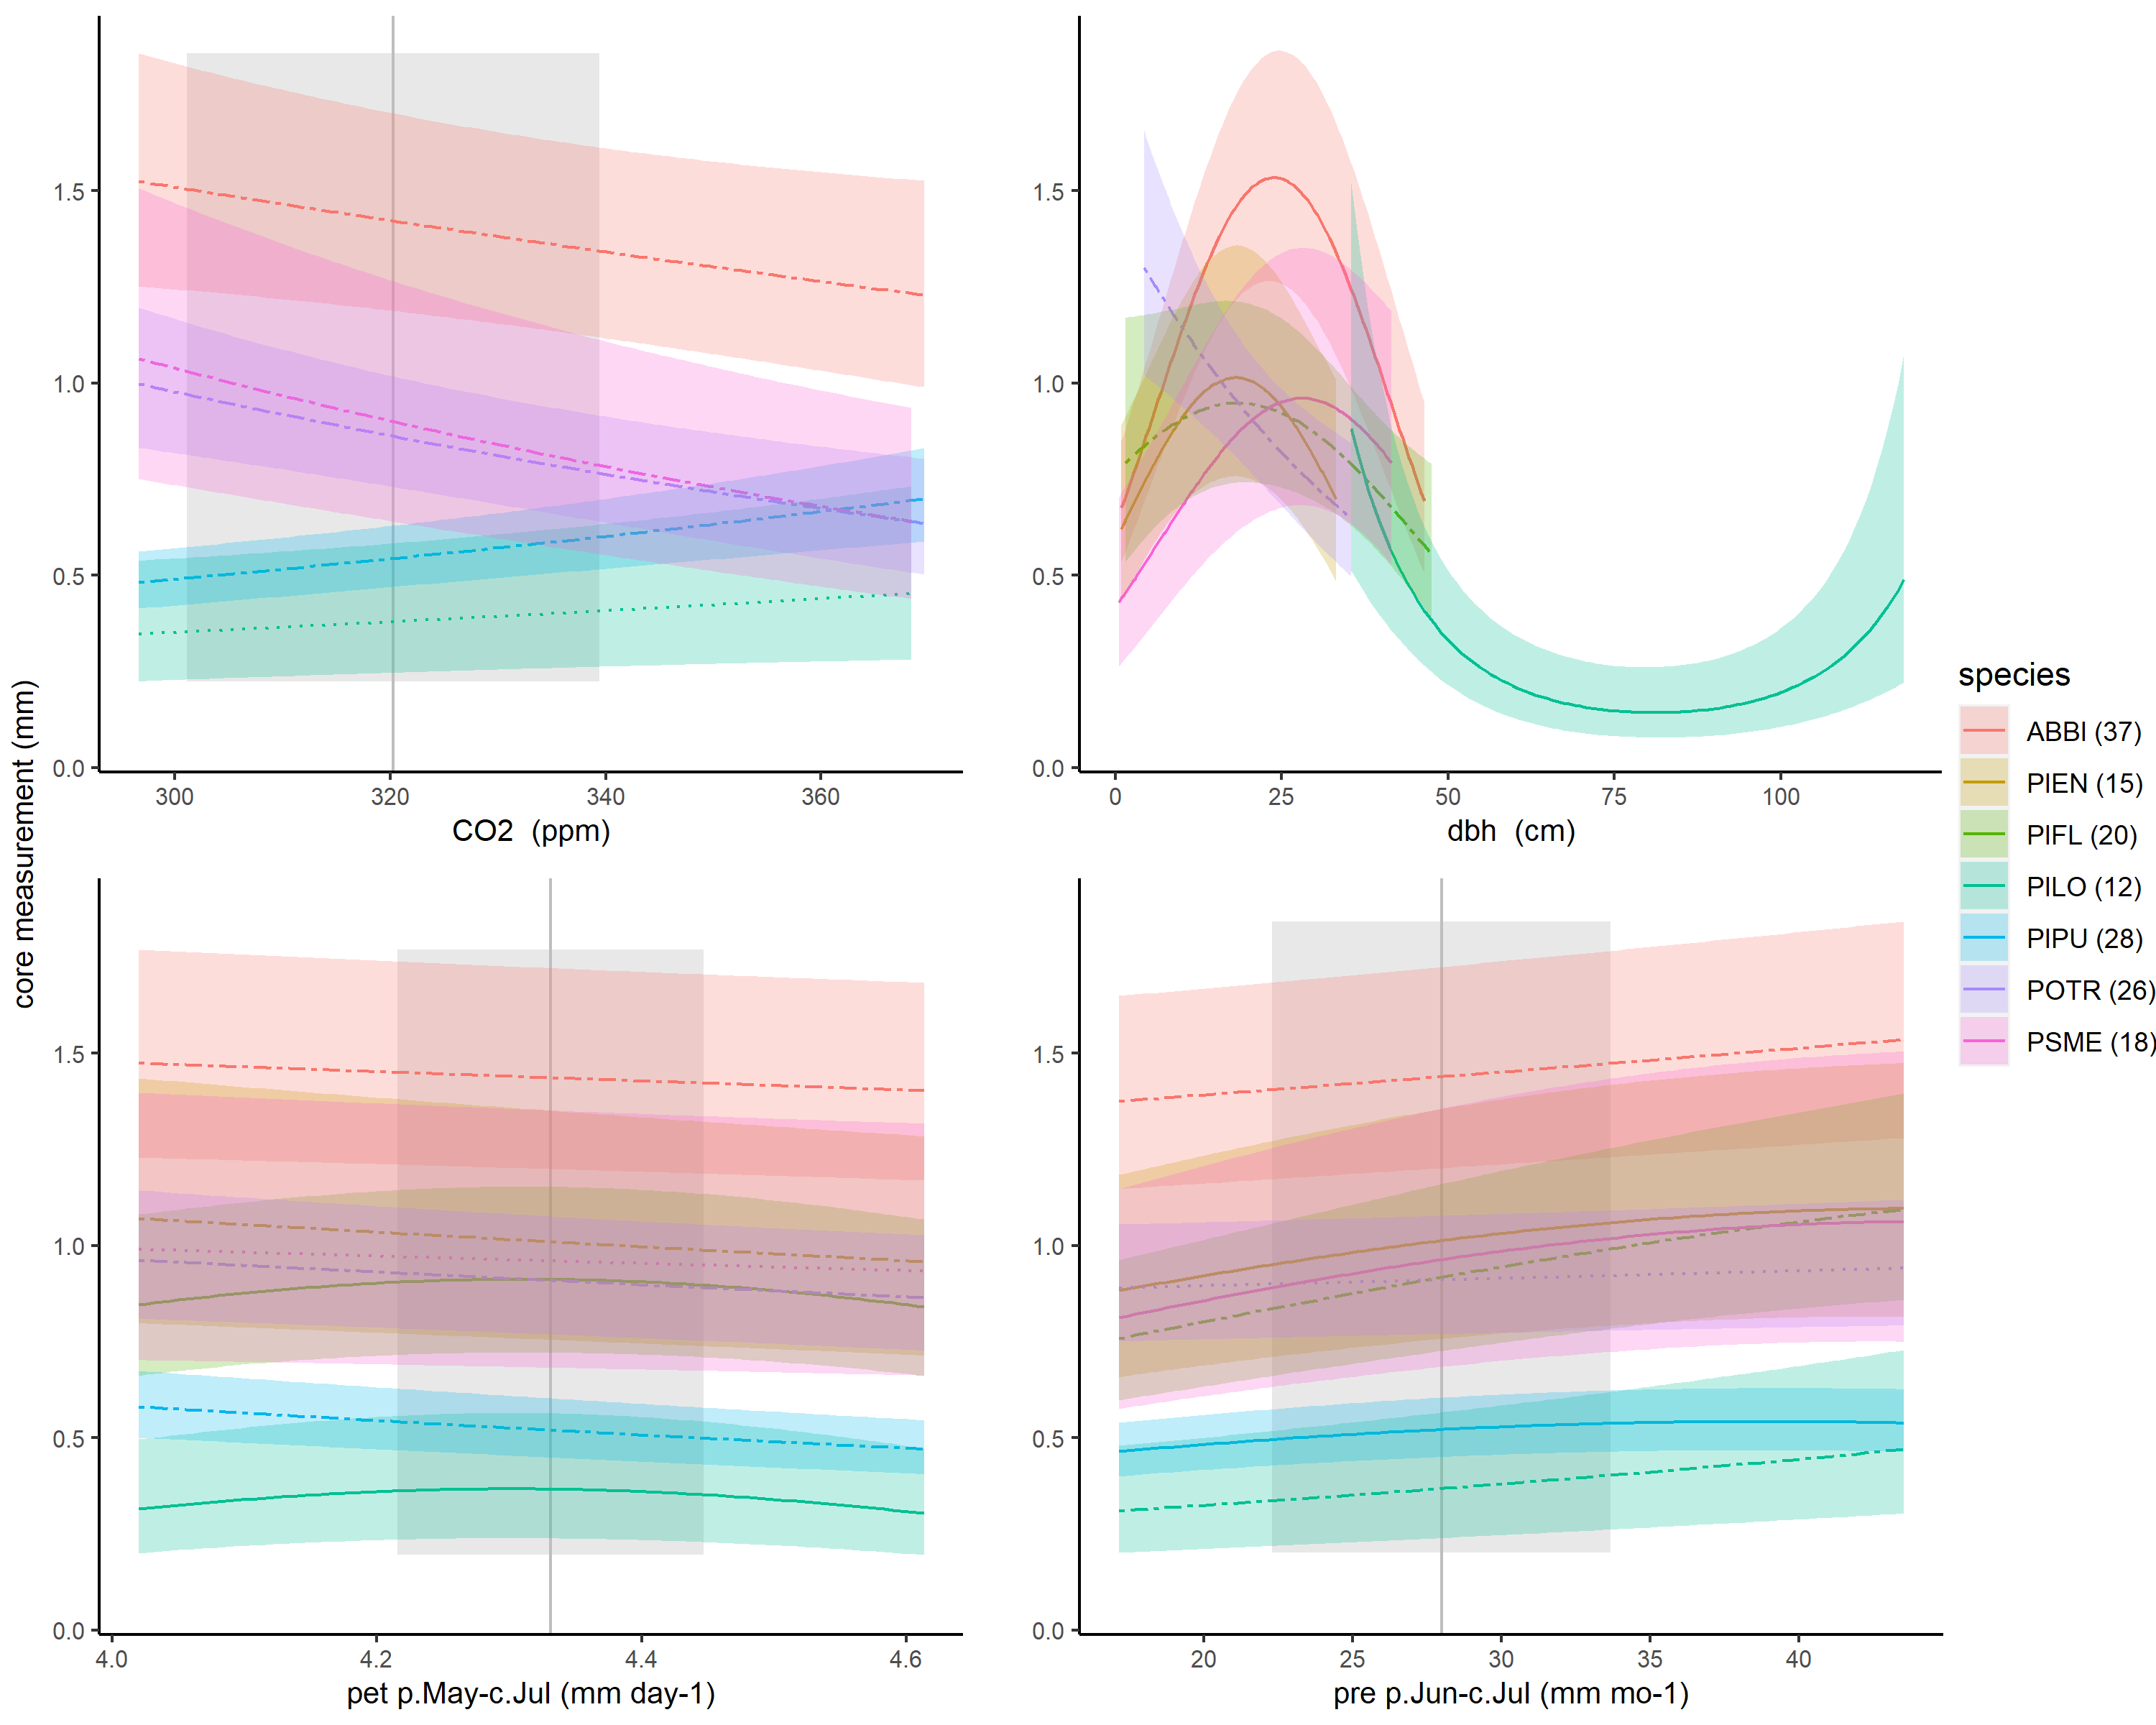 core measurement (mm)
1.5
1.0
0.5
0.0
300 320 340 360
CO2 (ppm)
1.5
1.0
0.5
0.0
0 25 50 75 100
dbh (cm)
1.5
1.0
0.5
0.0
4.0 4.2 4.4 4.6
pet p.May-c.Jul (mm day-1)
1.5
1.0
0.5
0.0
20 25 30 35 40
pre p.Jun-c.Jul (mm mo-1)
species
ABBI (37)
PIEN (15)
PIFL (20)
PILO (12)
PIPU (28)
POTR (26)
PSME (18)